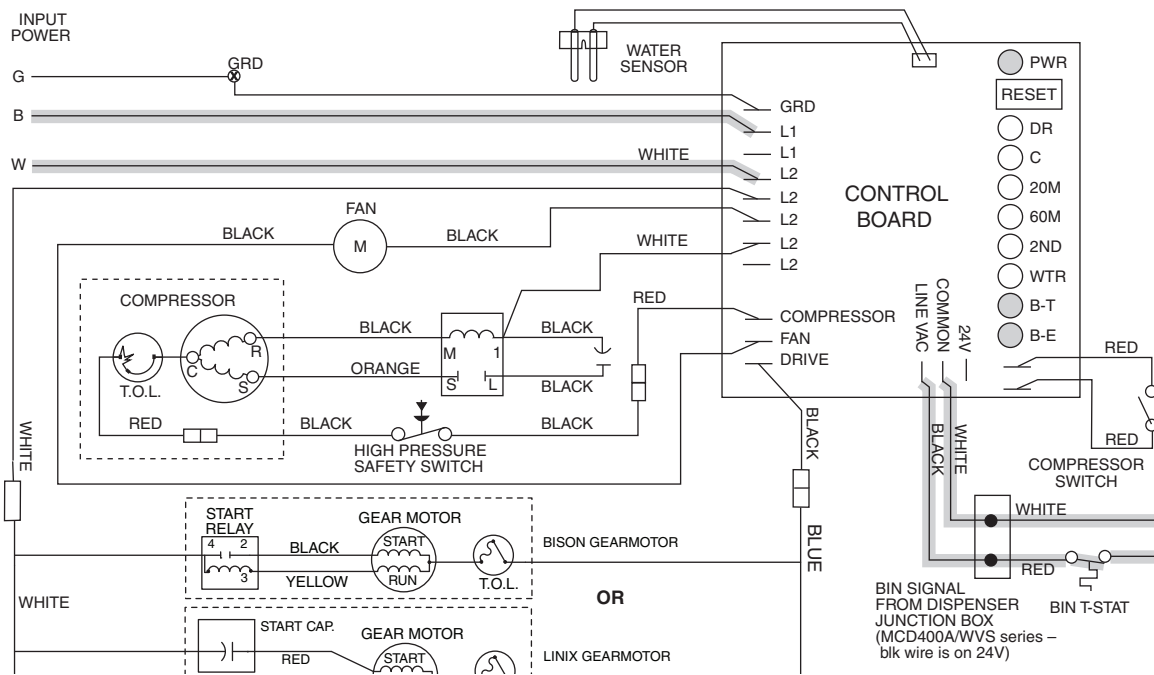 INPUT
POWER
G
GRD
B
W
WHITE
WATER
SENSOR
GRD
L1
L1
L2
L2
L2
L2
L2
CONTROL
BOARD
PWR
RESET
DR
C
20M
60M
2ND
WTR
B-T
B-E
COMPRESSOR
FAN
DRIVE
LINE VAC
COMMON
24V
FAN
M
BLACK
BLACK
WHITE
COMPRESSOR
R
C
S
T.O.L.
BLACK
ORANGE
M
1
S
L
BLACK
BLACK
RED
RED
BLACK
BLACK
HIGH PRESSURE
SAFETY SWITCH
RED
RED
COMPRESSOR
SWITCH
WHITE
BLACK
BLUE
BLACK
WHITE
WHITE
RED
BIN T-STAT
BIN SIGNAL
FROM DISPENSER
JUNCTION BOX
(MCD400A/WVS series –
blk wire is on 24V)
START
RELAY
4
2
3
BLACK
YELLOW
GEAR MOTOR
START
RUN
T.O.L.
BISON GEARMOTOR
OR
WHITE
START CAP.
RED
GEAR MOTOR
START
LINIX GEARMOTOR